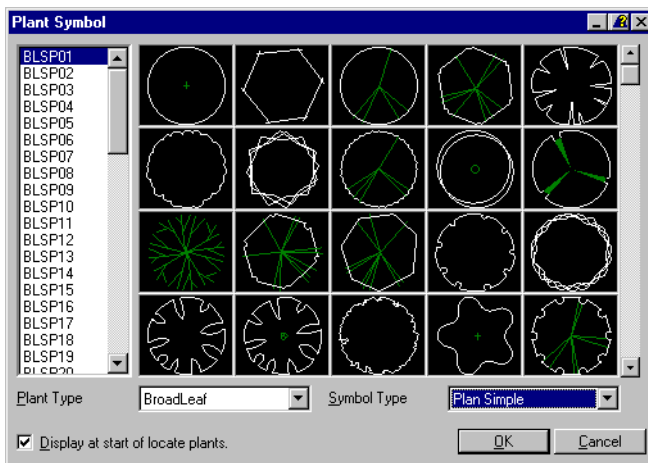 Plant Symbol
BLSP01
BLSP02
BLSP03
BLSP04
BLSP05
BLSP06
BLSP07
BLSP08
BLSP09
BLSP10
BLSP11
BLSP12
BLSP13
BLSP14
BLSP15
BLSP16
BLSP17
BLSP18
BLSP19
BLSP20
Plant Type BroadLeaf Symbol Type Plan Simple
Display at start of locate plants.
OK Cancel